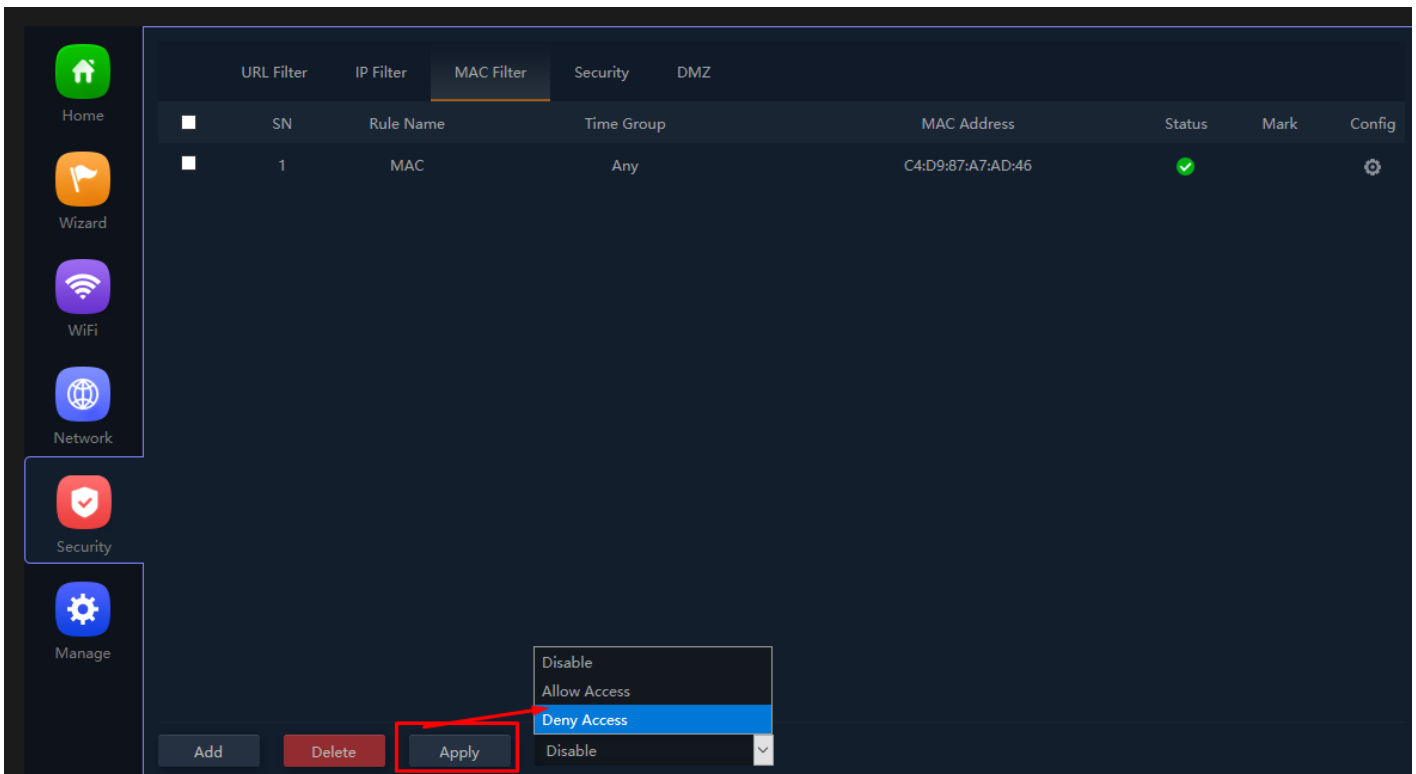 URL Filter IP Filter MAC Filter Security DMZ
Home
SN Rule Name Time Group MAC Address Status Mark Config
1 MAC Any C4:D9:87:A7:AD:46
Wizard
WiFi
Network
Security
Manage
Disable
Allow Access
Deny Access
Add Delete Apply Disable